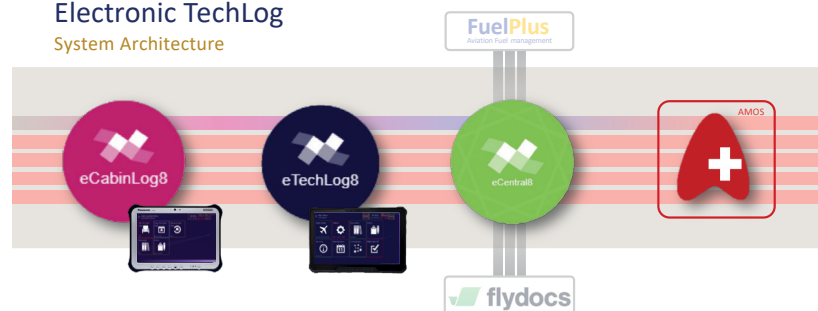 Electronic TechLog
System Architecture
FuelPlus
Aviation Fuel management
AMOS
eCabinLog8
eTechLog8
eCentral8
flydocs